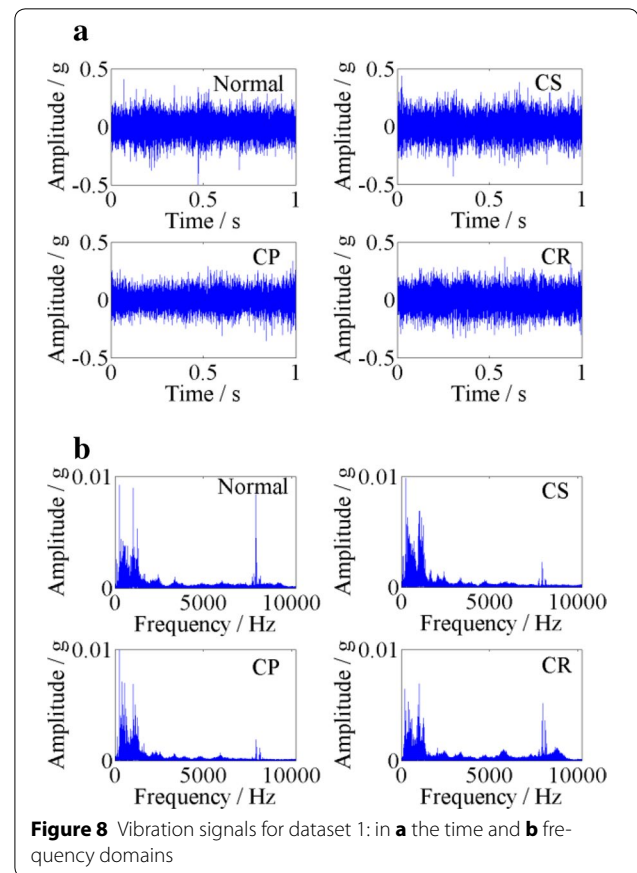 a
0.5
Normal
Amplitude / g
0
-0.5
0
0.5
1
Time / s
0.5
CS
Amplitude / g
0
-0.5
0
0.5
1
Time / s
0.5
CP
Amplitude / g
0
-0.5
0
0.5
1
Time / s
0.5
CR
Amplitude / g
0
-0.5
0
0.5
1
Time / s
b
0.01
Normal
Amplitude / g
0
0
5000
10000
Frequency / Hz
0.01
CS
Amplitude / g
0
0
5000
10000
Frequency / Hz
0.01
CP
Amplitude / g
0
0
5000
10000
Frequency / Hz
0.01
CR
Amplitude / g
0
0
5000
10000
Frequency / Hz
Figure 8 Vibration signals for dataset 1: in a the time and b fre-
quency domains